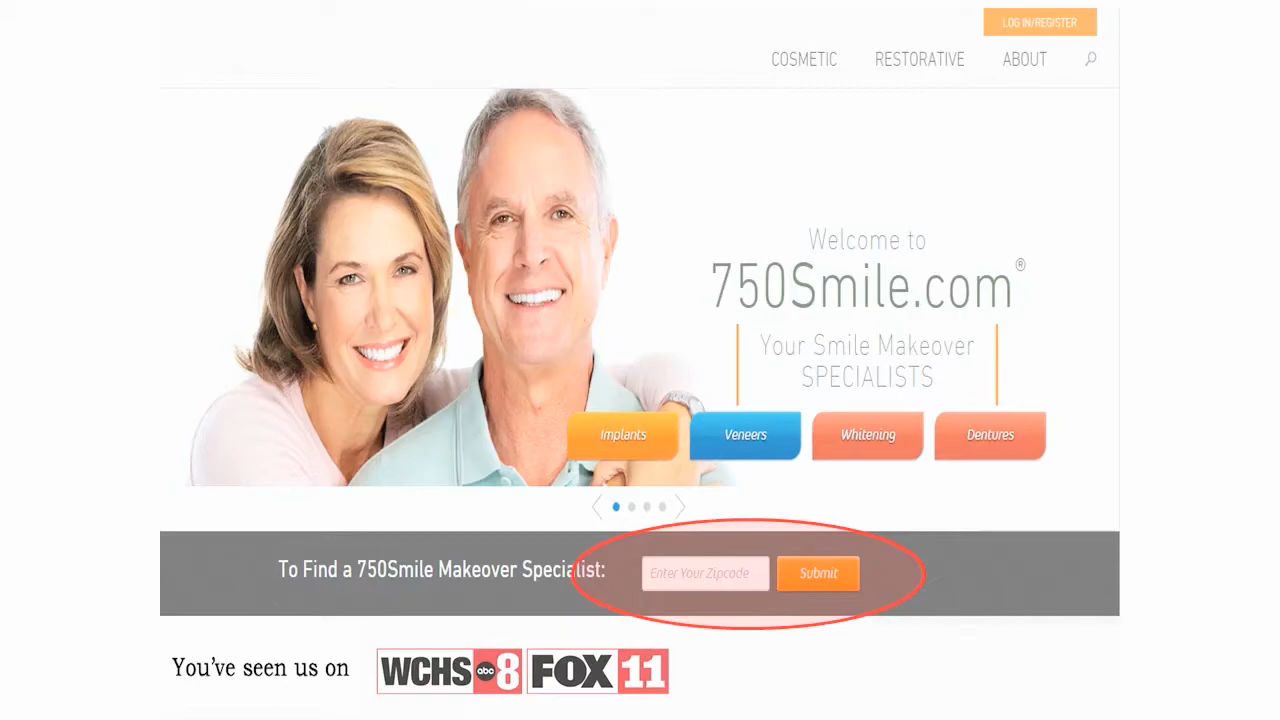 LOG IN/REGISTER
COSMETIC RESTORATIVE ABOUT
Welcome to
750Smile.com®
Your Smile Makeover
SPECIALISTS
Implants Veneers Whitening Dentures
To Find a 750Smile Makeover Specialist: Enter Your Zipcode Submit
You've seen us on WCHS abc 8 FOX 11